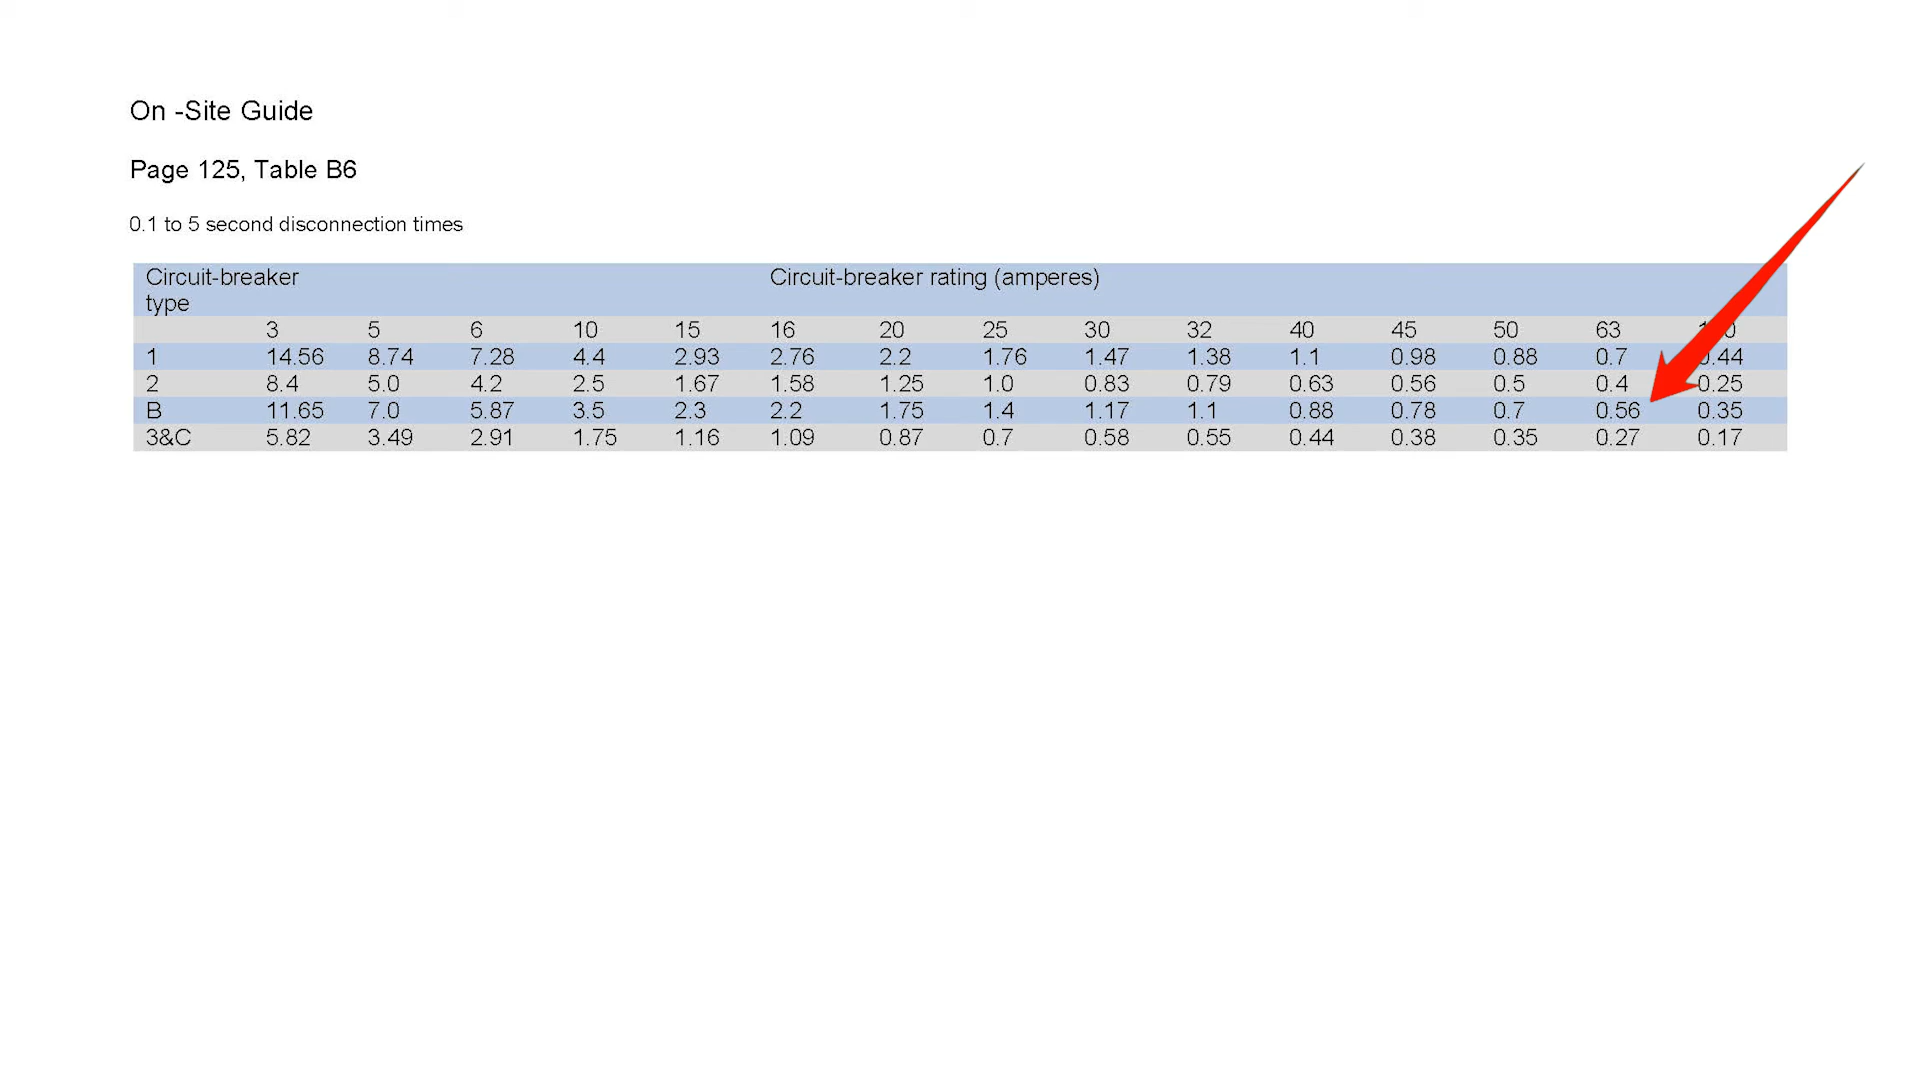 On -Site Guide
Page 125, Table B6
0.1 to 5 second disconnection times
Circuit-breaker type Circuit-breaker rating (amperes)
3 5 6 10 15 16 20 25 30 32 40 45 50 63
1 14.56 8.74 7.28 4.4 2.93 2.76 2.2 1.76 1.47 1.38 1.1 0.98 0.88 0.7 0.44
2 8.4 5.0 4.2 2.5 1.67 1.58 1.25 1.0 0.83 0.79 0.63 0.56 0.5 0.4 0.25
B 11.65 7.0 5.87 3.5 2.3 2.2 1.75 1.4 1.17 1.1 0.88 0.78 0.7 0.56 0.35
3&C 5.82 3.49 2.91 1.75 1.16 1.09 0.87 0.7 0.58 0.55 0.44 0.38 0.35 0.27 0.17